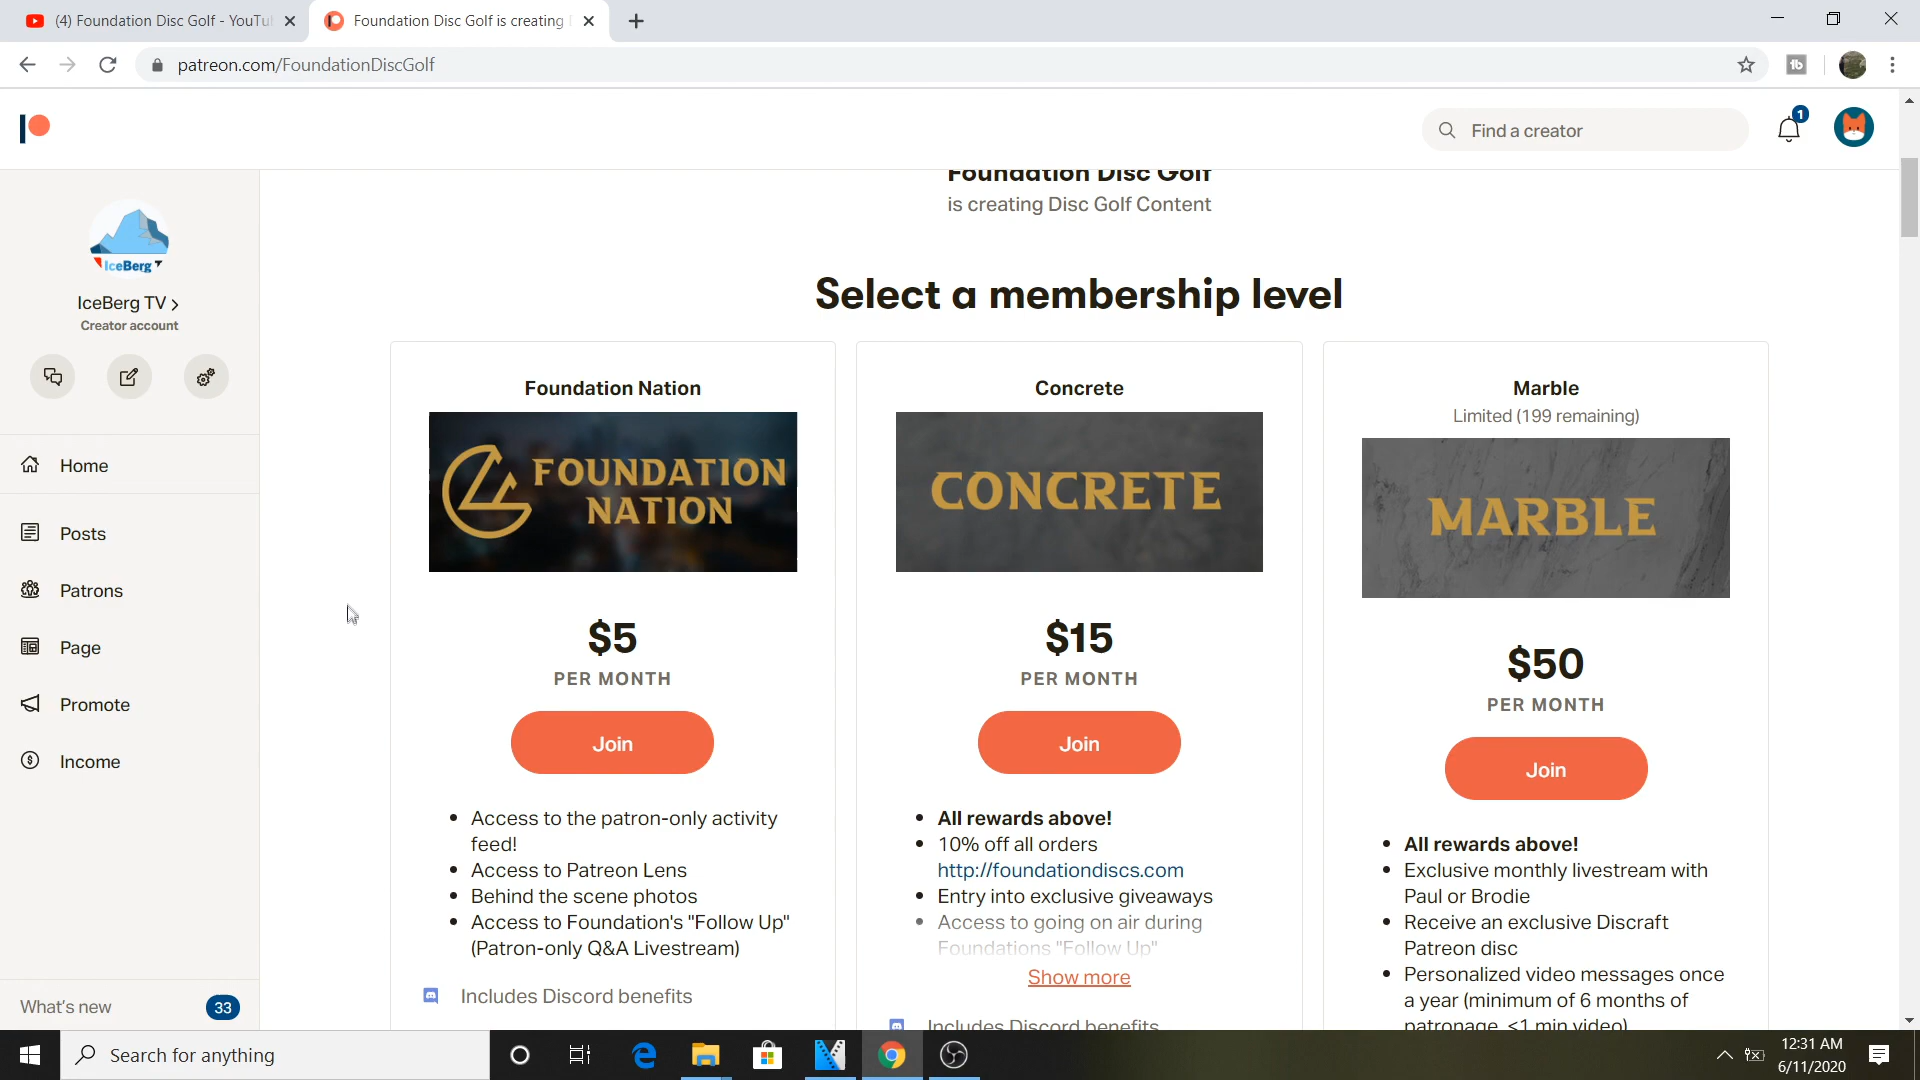 (4) Foundation Disc Golf - YouTu
Foundation Disc Golf is creating
patreon.com/FoundationDiscGolf
Find a creator
1
Foundation Disc Golf
is creating Disc Golf Content
IceBerg
IceBerg TV
Creator account
Home
Posts
Patrons
Page
Promote
Income
What's new
33
Select a membership level
Foundation Nation
FOUNDATION
NATION
$5
PER MONTH
Join
Access to the patron-only activity
feed!
Access to Patreon Lens
Behind the scene photos
Access to Foundation's "Follow Up"
(Patron-only Q&A Livestream)
Includes Discord benefits
Concrete
CONCRETE
$15
PER MONTH
Join
All rewards above!
10% off all orders
http://foundationdiscs.com
Entry into exclusive giveaways
Access to going on air during
Foundations "Follow Up"
Show more
Includes Discord benefits
Marble
Limited (199 remaining)
MARBLE
$50
PER MONTH
Join
All rewards above!
Exclusive monthly livestream with
Paul or Brodie
Receive an exclusive Discraft
Patreon disc
Personalized video messages once
a year (minimum of 6 months of
patronage, <1 min video)
Search for anything
12:31 AM
6/11/2020